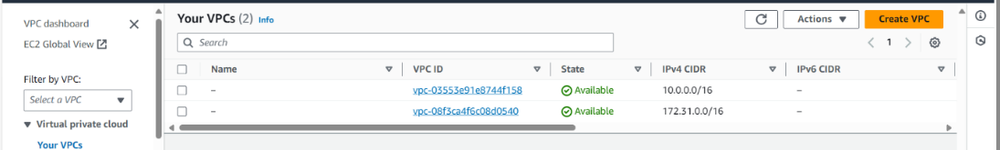 VPC dashboard
EC2 Global View
Filter by VPC:
Select a VPC
Virtual private cloud
Your VPCs
Your VPCs (2) Info
Actions
Create VPC
Search
1
Name VPC ID State IPv4 CIDR IPv6 CIDR
– vpc-03553e91e8744f158 Available 10.0.0.0/16 –
– vpc-08f3ca4f6c08d0540 Available 172.31.0.0/16 –